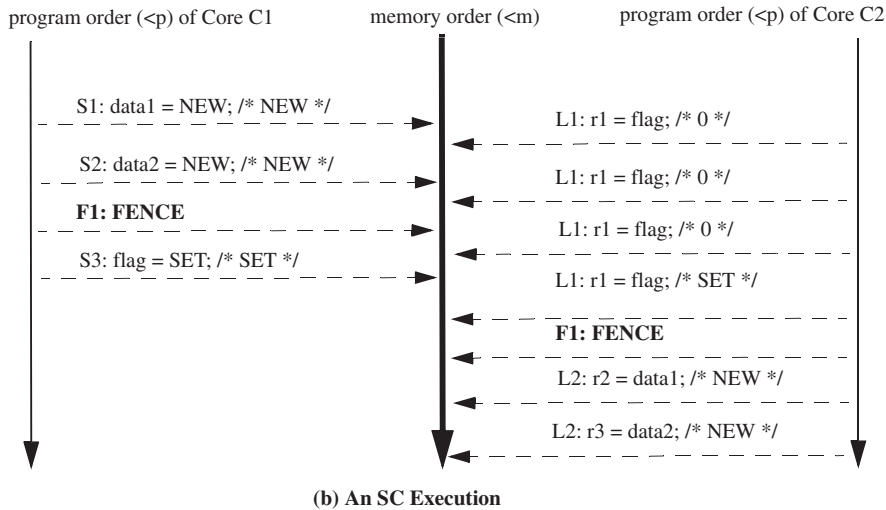 program order (<p) of Core C1
memory order (<m)
program order (<p) of Core C2
S1: data1 = NEW; /* NEW */
S2: data2 = NEW; /* NEW */
F1: FENCE
S3: flag = SET; /* SET */
L1: r1 = flag; /* 0 */
L1: r1 = flag; /* 0 */
L1: r1 = flag; /* 0 */
L1: r1 = flag; /* SET */
F1: FENCE
L2: r2 = data1; /* NEW */
L2: r3 = data2; /* NEW */
(b) An SC Execution